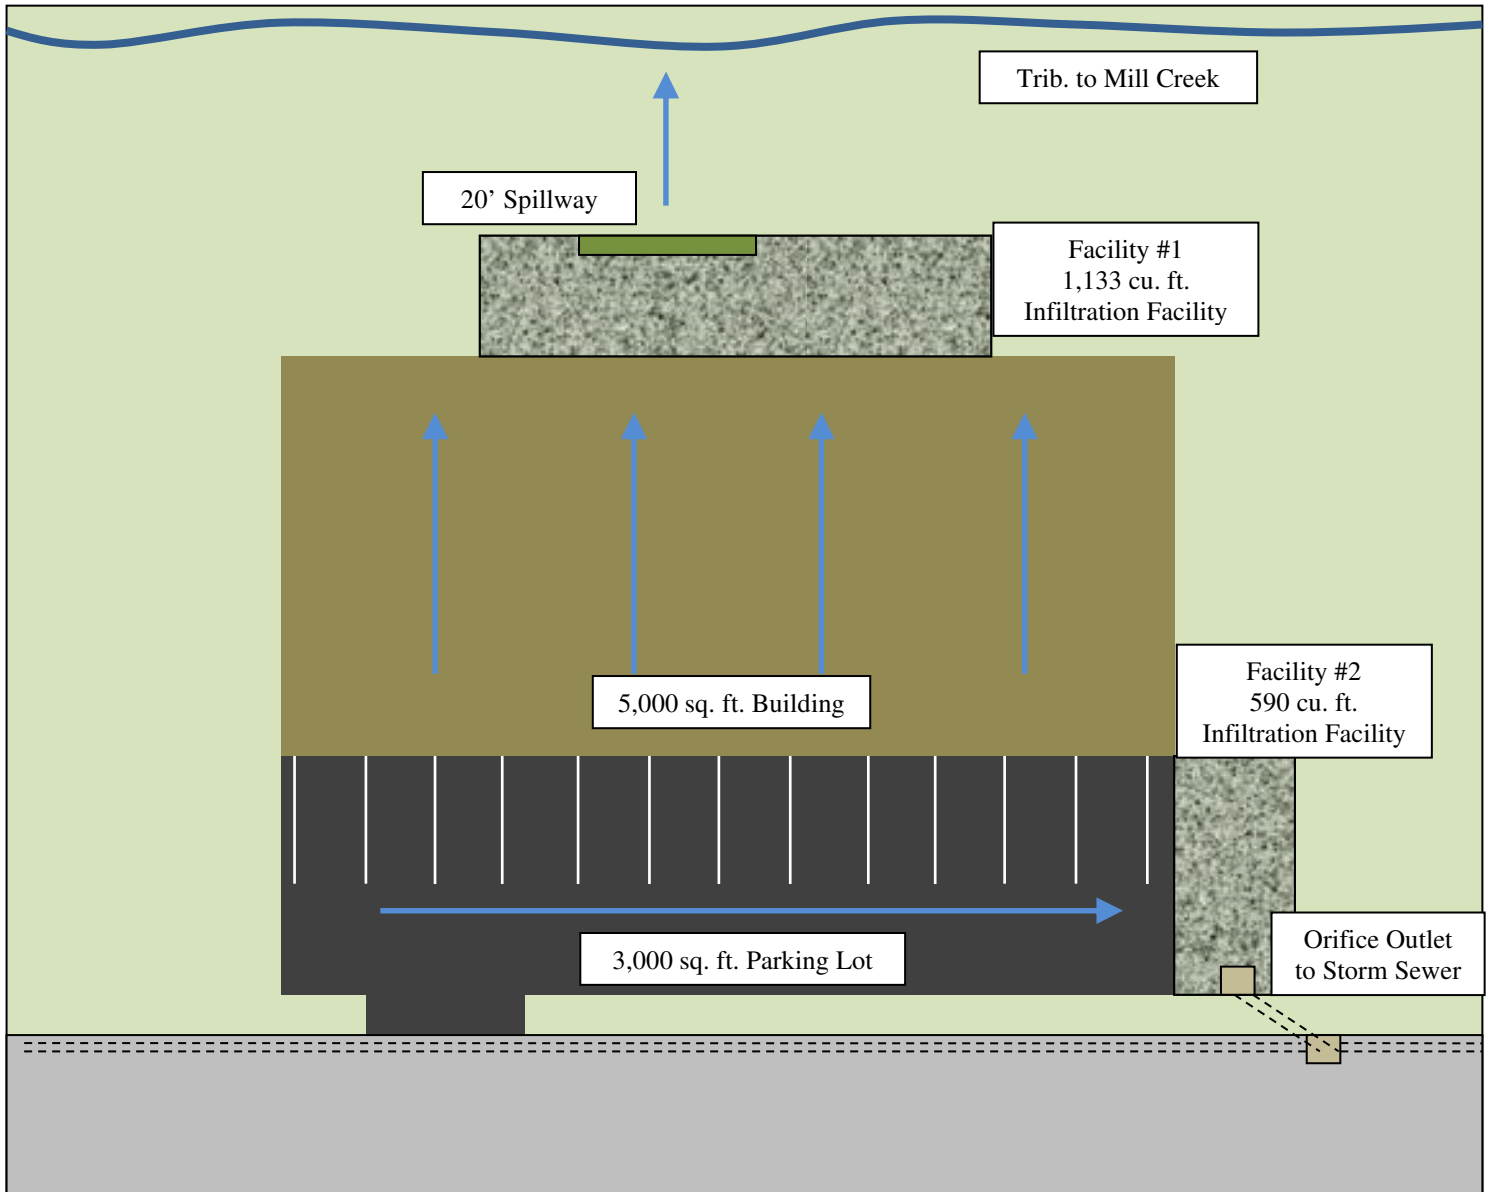 Trib. to Mill Creek
20’ Spillway
Facility #1
1,133 cu. ft.
Infiltration Facility
5,000 sq. ft. Building
Facility #2
590 cu. ft.
Infiltration Facility
3,000 sq. ft. Parking Lot
Orifice Outlet
to Storm Sewer